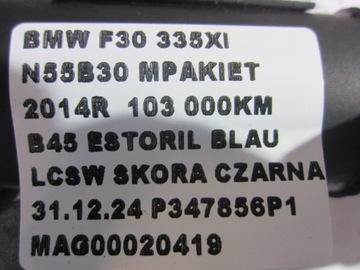 BMW F30 335XI
N55B30 MPAKIET
2014R 103 000KM
B45 ESTORIL BLAU
LCSW SKORA CZARNA
31.12.24 P347856P1
MAG00020419